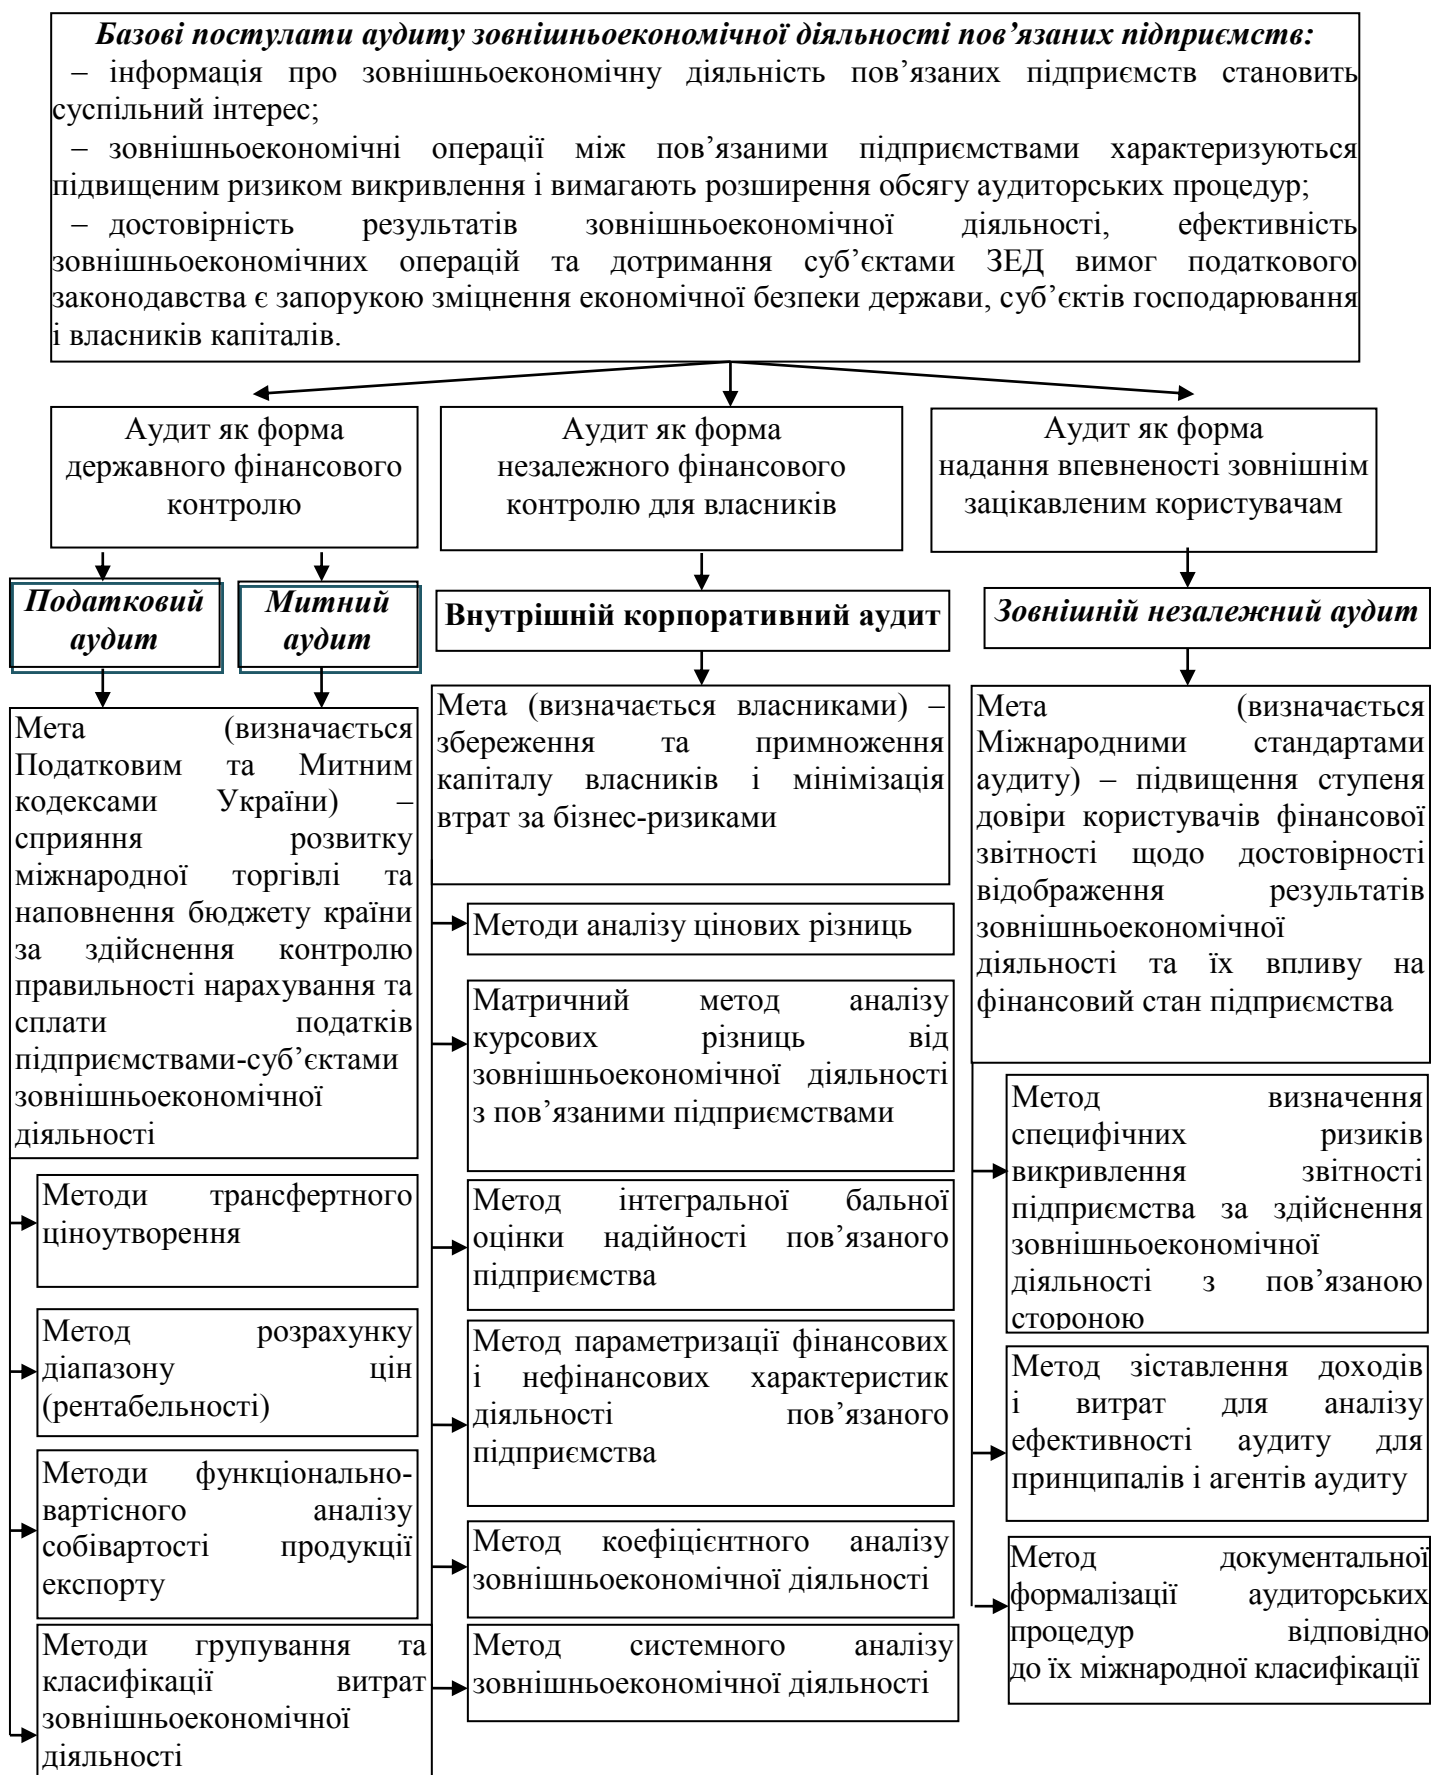 Базові постулати аудиту зовнішньоекономічної діяльності пов’язаних підприємств:
– інформація про зовнішньоекономічну діяльність пов’язаних підприємств становить
суспільний інтерес;
– зовнішньоекономічні операції між пов’язаними підприємствами характеризуються
підвищеним ризиком викривлення і вимагають розширення обсягу аудиторських процедур;
– достовірність результатів зовнішньоекономічної діяльності, ефективність
зовнішньоекономічних операцій та дотримання суб’єктами ЗЕД вимог податкового
законодавства є запорукою зміцнення економічної безпеки держави, суб’єктів господарювання
і власників капіталів.
Аудит як форма
державного фінансового
контролю
Аудит як форма
незалежного фінансового
контролю для власників
Аудит як форма
надання впевненості зовнішнім
зацікавленим користувачам
Податковий
аудит
Митний
аудит
Внутрішній корпоративний аудит
Зовнішній незалежний аудит
Мета (визначається
Податковим та Митним
кодексами України) –
сприяння розвитку
міжнародної торгівлі та
наповнення бюджету країни
за здійснення контролю
правильності нарахування та
сплати податків
підприємствами-суб’єктами
зовнішньоекономічної
діяльності
Методи трансфертного
ціноутворення
Метод розрахунку
діапазону цін
(рентабельності)
Методи функціонально-
вартісного аналізу
собівартості продукції
експорту
Методи групування та
класифікації витрат
зовнішньоекономічної
діяльності
Мета (визначається власниками) –
збереження та примноження
капіталу власників і мінімізація
втрат за бізнес-ризиками
Методи аналізу цінових різниць
Матричний метод аналізу
курсових різниць від
зовнішньоекономічної діяльності
з пов’язаними підприємствами
Метод інтегральної бальної
оцінки надійності пов’язаного
підприємства
Метод параметризації фінансових
і нефінансових характеристик
діяльності пов’язаного
підприємства
Метод коефіцієнтного аналізу
зовнішньоекономічної діяльності
Метод системного аналізу
зовнішньоекономічної діяльності
Мета (визначається
Міжнародними стандартами
аудиту) – підвищення ступеня
довіри користувачів фінансової
звітності щодо достовірності
відображення результатів
зовнішньоекономічної
діяльності та їх впливу на
фінансовий стан підприємства
Метод визначення
специфічних ризиків
викривлення звітності
підприємства за здійснення
зовнішньоекономічної
діяльності з пов’язаною
стороною
Метод зіставлення доходів
і витрат для аналізу
ефективності аудиту для
принципалів і агентів аудиту
Метод документальної
формалізації аудиторських
процедур відповідно
до їх міжнародної класифікації